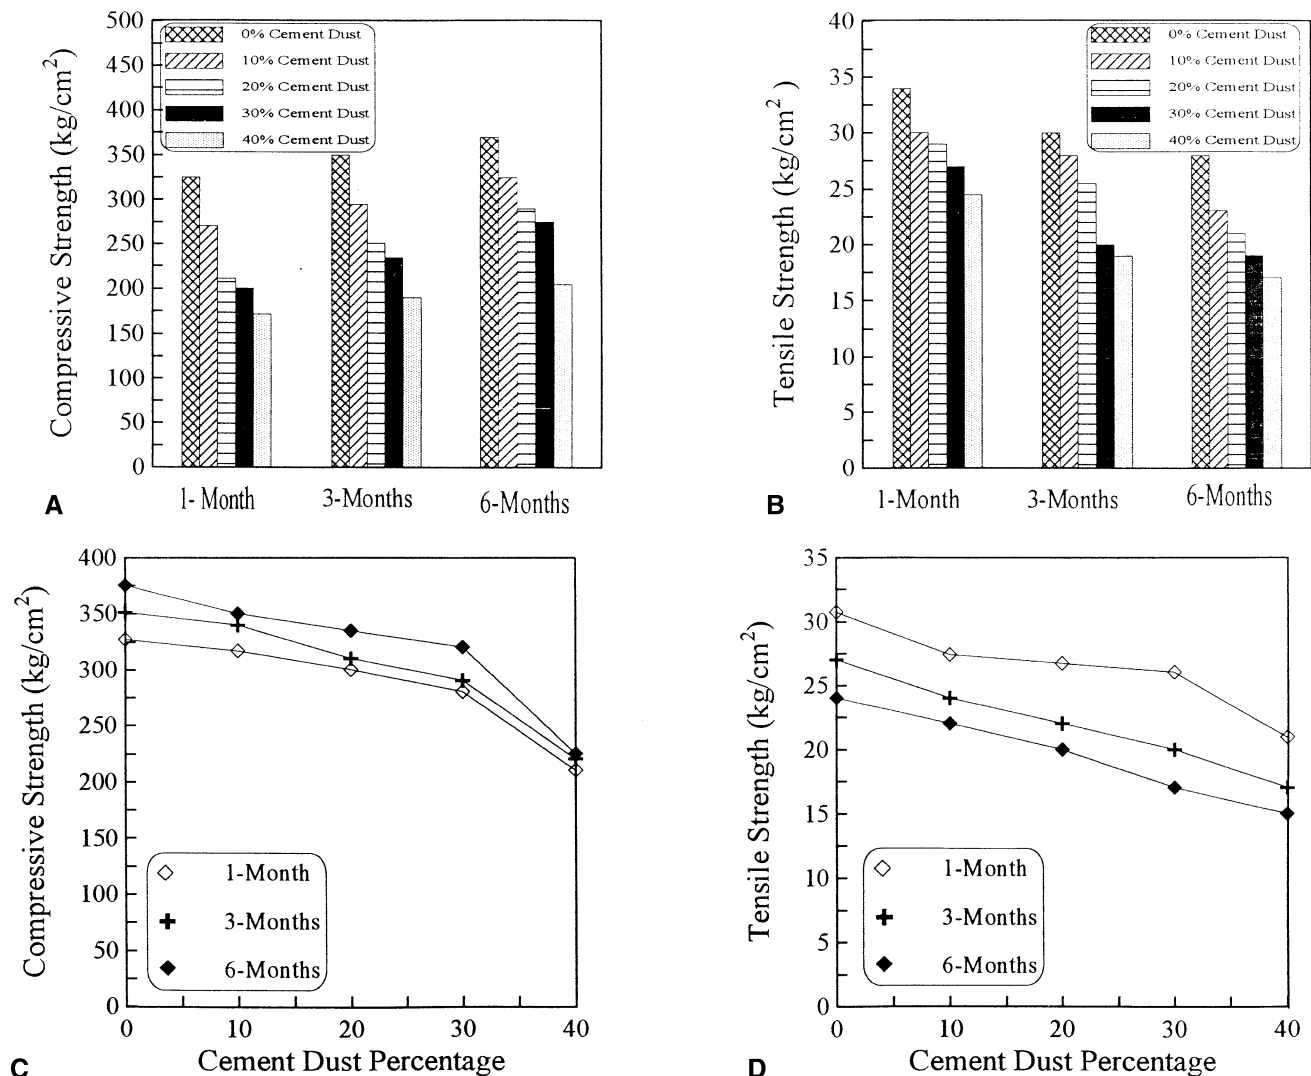 500
450
400
350
300
250
200
150
100
50
0
Compressive Strength (kg/cm²)
0% Cement Dust
10% Cement Dust
20% Cement Dust
30% Cement Dust
40% Cement Dust
1- Month
3-Months
6-Months
A
40
35
30
25
20
15
10
5
0
Tensile Strength (kg/cm²)
0% Cement Dust
10% Cement Dust
20% Cement Dust
30% Cement Dust
40% Cement Dust
1-Month
3-Months
6-Months
B
400
350
300
250
200
150
100
50
0
Compressive Strength (kg/cm²)
1-Month
3-Months
6-Months
0 10 20 30 40
Cement Dust Percentage
C
35
30
25
20
15
10
5
0
Tensile Strength (kg/cm²)
1-Month
3-Months
6-Months
0 10 20 30 40
Cement Dust Percentage
D